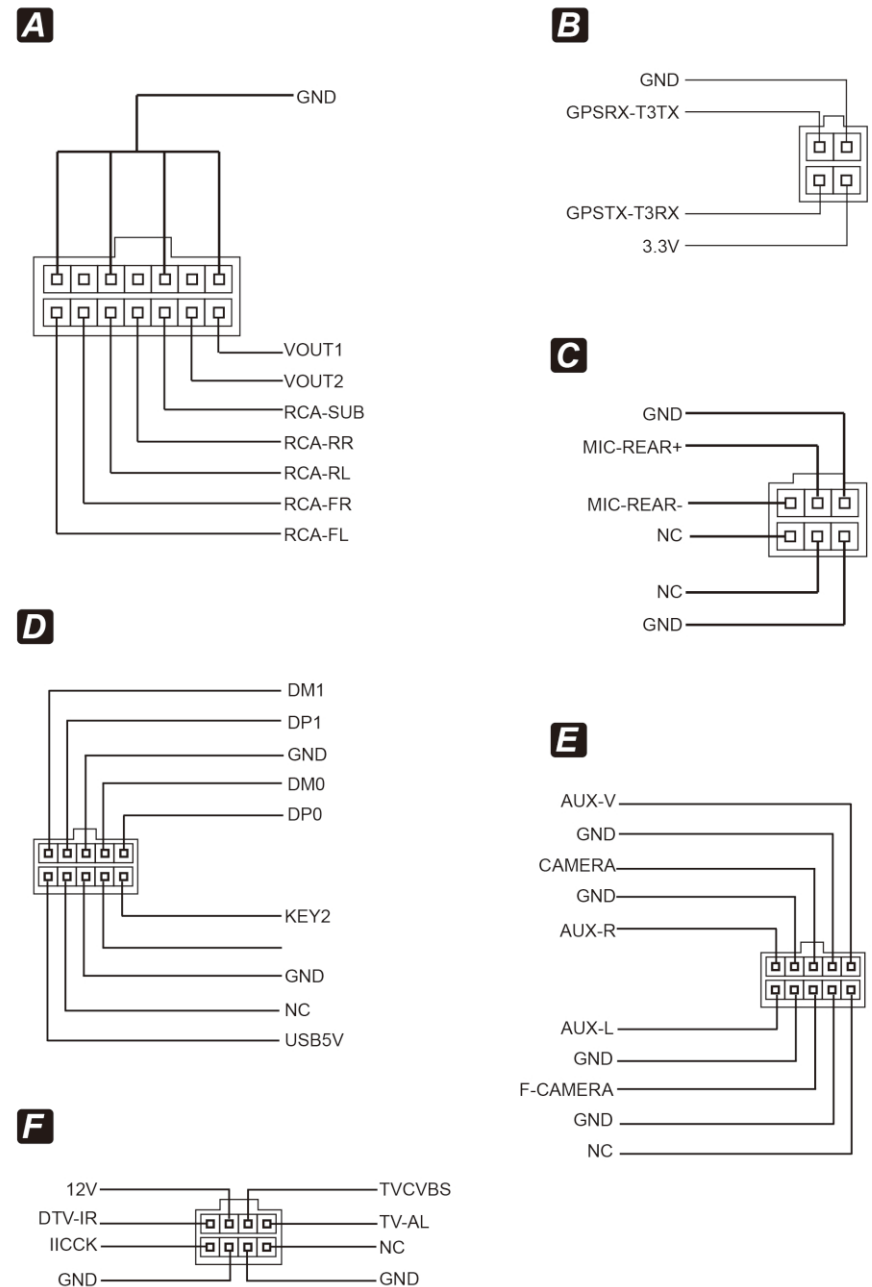 A
GND
VOUT1
VOUT2
RCA-SUB
RCA-RR
RCA-RL
RCA-FR
RCA-FL
B
GND
GPSRX-T3TX
GPSTX-T3RX
3.3V
C
GND
MIC-REAR+
MIC-REAR-
NC
NC
GND
D
DM1
DP1
GND
DM0
DP0
KEY2
GND
NC
USB5V
E
AUX-V
GND
CAMERA
GND
AUX-R
AUX-L
GND
F-CAMERA
GND
NC
F
12V
TVCVBS
DTV-IR
TV-AL
IICCK
NC
GND
GND